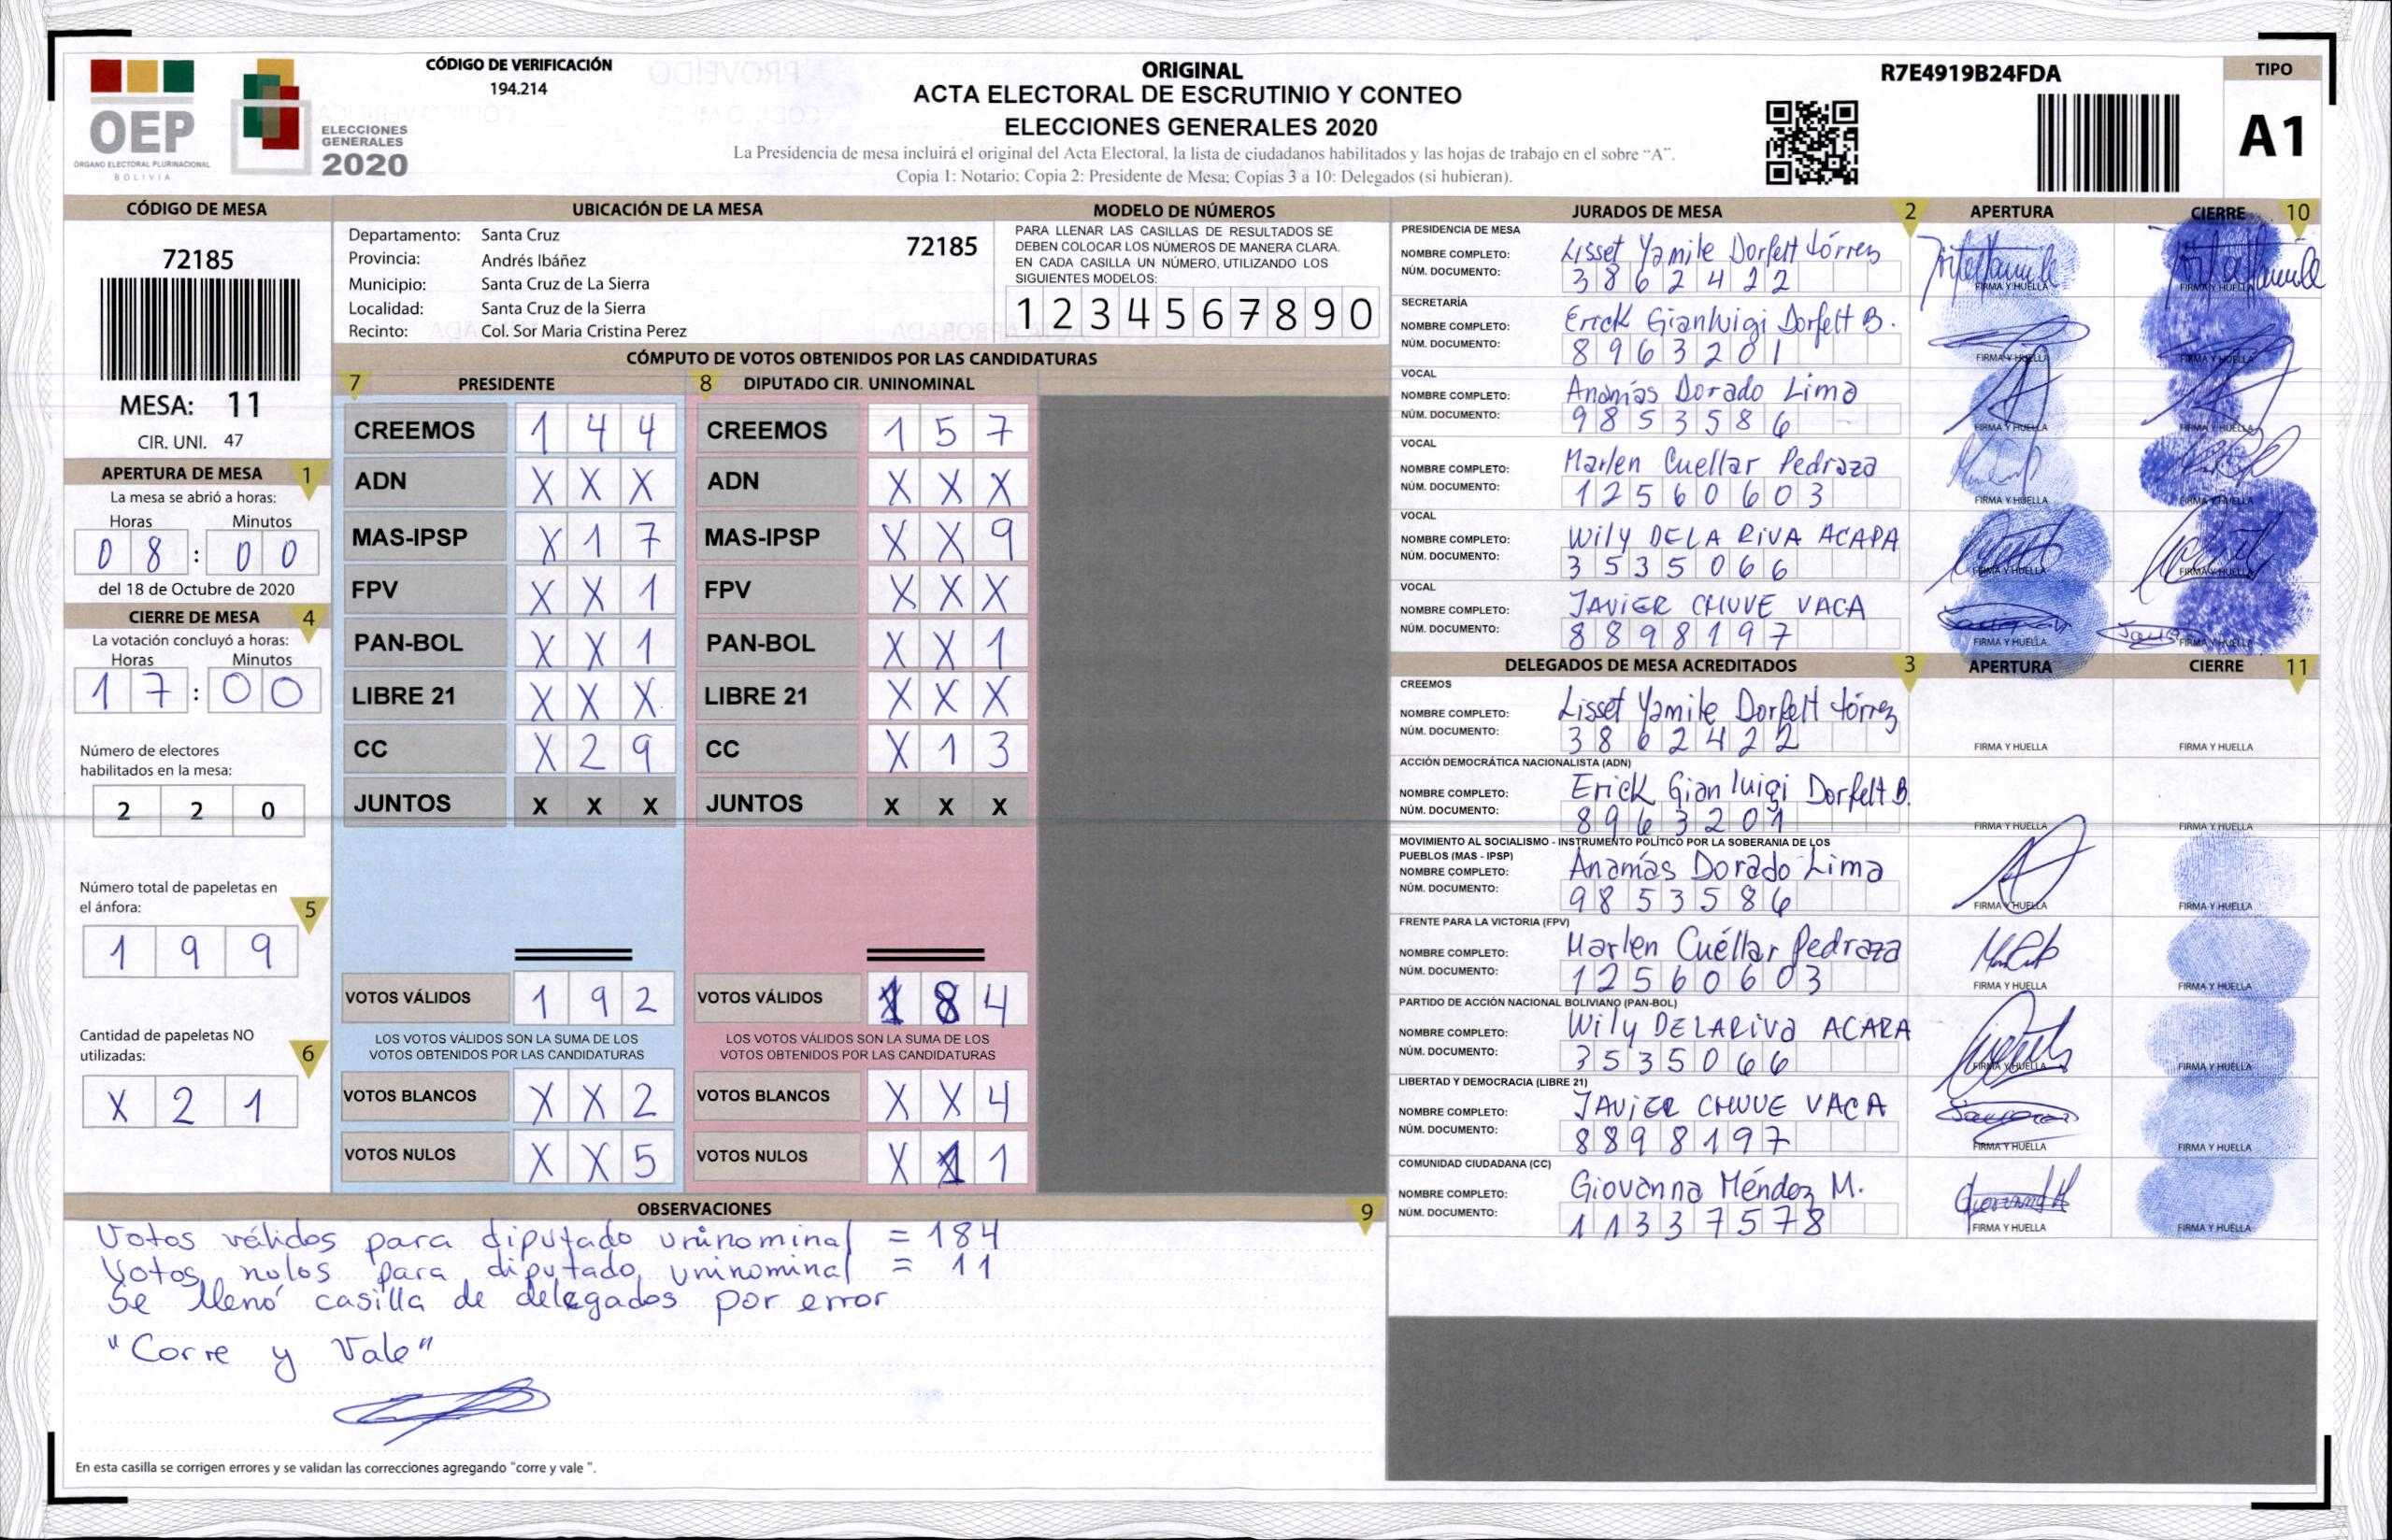 CÓDIGO DE VERIFICACIÓN
194.214
OEP
ÓRGANO ELECTORAL PLURINACIONAL
BOLIVIA
ELECCIONES
GENERALES
2020
ORIGINAL
ACTA ELECTORAL DE ESCRUTINIO Y CONTEO
ELECCIONES GENERALES 2020
La Presidencia de mesa incluirá el original del Acta Electoral, la lista de ciudadanos habilitados y las hojas de trabajo en el sobre “A”.
Copia 1: Notario; Copia 2: Presidente de Mesa; Copias 3 a 10: Delegados (si hubieran).
R7E4919B24FDA
TIPO
A1
CÓDIGO DE MESA
72185
MESA: 11
CIR. UNI. 47
APERTURA DE MESA 1
La mesa se abrió a horas:
Horas Minutos
0 8 : 0 0
del 18 de Octubre de 2020
CIERRE DE MESA 4
La votación concluyó a horas:
Horas Minutos
1 7 : 0 0
Número de electores
habilitados en la mesa:
2 2 0
Número total de papeletas en
el ánfora:
5
1 9 9
Cantidad de papeletas NO
utilizadas:
6
X 2 1
UBICACIÓN DE LA MESA
Departamento: Santa Cruz
72185
Provincia: Andrés Ibáñez
Municipio: Santa Cruz de La Sierra
Localidad: Santa Cruz de la Sierra
Recinto: Col. Sor Maria Cristina Perez
MODELO DE NÚMEROS
PARA LLENAR LAS CASILLAS DE RESULTADOS SE
DEBEN COLOCAR LOS NÚMEROS DE MANERA CLARA.
EN CADA CASILLA UN NÚMERO, UTILIZANDO LOS
SIGUIENTES MODELOS:
1 2 3 4 5 6 7 8 9 0
CÓMPUTO DE VOTOS OBTENIDOS POR LAS CANDIDATURAS
7 PRESIDENTE 8 DIPUTADO CIR. UNINOMINAL
CREEMOS 1 4 4 CREEMOS 1 5 7
ADN X X X ADN X X X
MAS-IPSP X 1 7 MAS-IPSP X X 9
FPV X X 1 FPV X X X
PAN-BOL X X 1 PAN-BOL X X 1
LIBRE 21 X X X LIBRE 21 X X X
CC X 2 9 CC X 1 3
JUNTOS X X X JUNTOS X X X
VOTOS VÁLIDOS 1 9 2 VOTOS VÁLIDOS 1 8 4
LOS VOTOS VÁLIDOS SON LA SUMA DE LOS LOS VOTOS VÁLIDOS SON LA SUMA DE LOS
VOTOS OBTENIDOS POR LAS CANDIDATURAS VOTOS OBTENIDOS POR LAS CANDIDATURAS
VOTOS BLANCOS X X 2 VOTOS BLANCOS X X 4
VOTOS NULOS X X 5 VOTOS NULOS X 1 1
OBSERVACIONES 9
Votos válidos para diputado uninominal = 184
Votos nulos para diputado uninominal = 11
Se llenó casilla de delegados por error
"Corre y Vale"
En esta casilla se corrigen errores y se validan las correcciones agregando "corre y vale ".
JURADOS DE MESA 2 APERTURA CIERRE 10
PRESIDENCIA DE MESA
NOMBRE COMPLETO: Lisset Yamile Dorfelt Tórrez
NÚM. DOCUMENTO: 3862422
FIRMA Y HUELLA FIRMA Y HUELLA
SECRETARÍA
NOMBRE COMPLETO: Erick Gianluigi Dorfelt B.
NÚM. DOCUMENTO: 8963201
FIRMA Y HUELLA FIRMA Y HUELLA
VOCAL
NOMBRE COMPLETO: Ananías Dorado Lima
NÚM. DOCUMENTO: 9853586
FIRMA Y HUELLA FIRMA Y HUELLA
VOCAL
NOMBRE COMPLETO: Marlen Cuellar Pedraza
NÚM. DOCUMENTO: 12560603
FIRMA Y HUELLA FIRMA Y HUELLA
VOCAL
NOMBRE COMPLETO: Wily DE LA RIVA
NÚM. DOCUMENTO: 3535066
FIRMA Y HUELLA FIRMA Y HUELLA
VOCAL
NOMBRE COMPLETO: JAVIER CHUVE VACA
NÚM. DOCUMENTO: 8898197
FIRMA Y HUELLA FIRMA Y HUELLA
DELEGADOS DE MESA ACREDITADOS 3 APERTURA CIERRE 11
CREEMOS
NOMBRE COMPLETO: Lisset Yamile Dorfelt Tórrez
NÚM. DOCUMENTO: 3862422
FIRMA Y HUELLA FIRMA Y HUELLA
ACCIÓN DEMOCRÁTICA NACIONALISTA (ADN)
NOMBRE COMPLETO: Erick Gianluigi Dorfelt B.
NÚM. DOCUMENTO: 8963201
FIRMA Y HUELLA FIRMA Y HUELLA
MOVIMIENTO AL SOCIALISMO - INSTRUMENTO POLÍTICO POR LA SOBERANIA DE LOS
PUEBLOS (MAS - IPSP)
NOMBRE COMPLETO: Ananías Dorado Lima
NÚM. DOCUMENTO: 9853586
FIRMA Y HUELLA FIRMA Y HUELLA
FRENTE PARA LA VICTORIA (FPV)
NOMBRE COMPLETO: Marlen Cuéllar Pedraza
NÚM. DOCUMENTO: 12560603
FIRMA Y HUELLA FIRMA Y HUELLA
PARTIDO DE ACCIÓN NACIONAL BOLIVIANO (PAN-BOL)
NOMBRE COMPLETO: Wily DE LA RIVA
NÚM. DOCUMENTO: 3535066
FIRMA Y HUELLA FIRMA Y HUELLA
LIBERTAD Y DEMOCRACIA (LIBRE 21)
NOMBRE COMPLETO: JAVIER CHUVE VACA
NÚM. DOCUMENTO: 8898197
FIRMA Y HUELLA FIRMA Y HUELLA
COMUNIDAD CIUDADANA (CC)
NOMBRE COMPLETO: Giovanna Méndez M.
NÚM. DOCUMENTO: 11337578
FIRMA Y HUELLA FIRMA Y HUELLA